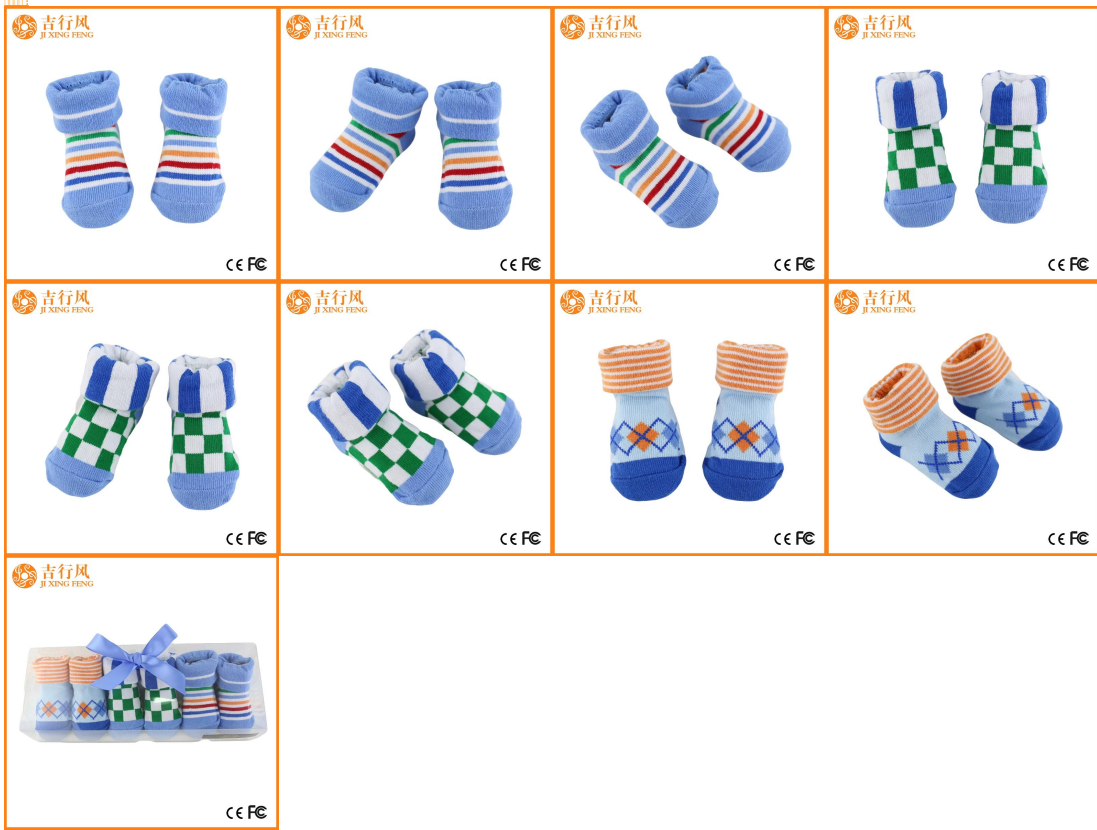 吉行风
JI XING FENG
CE FC
吉行风
JI XING FENG
CE FC
吉行风
JI XING FENG
CE FC
吉行风
JI XING FENG
CE FC
吉行风
JI XING FENG
CE FC
吉行风
JI XING FENG
CE FC
吉行风
JI XING FENG
CE FC
吉行风
JI XING FENG
CE FC
吉行风
JI XING FENG
CE FC